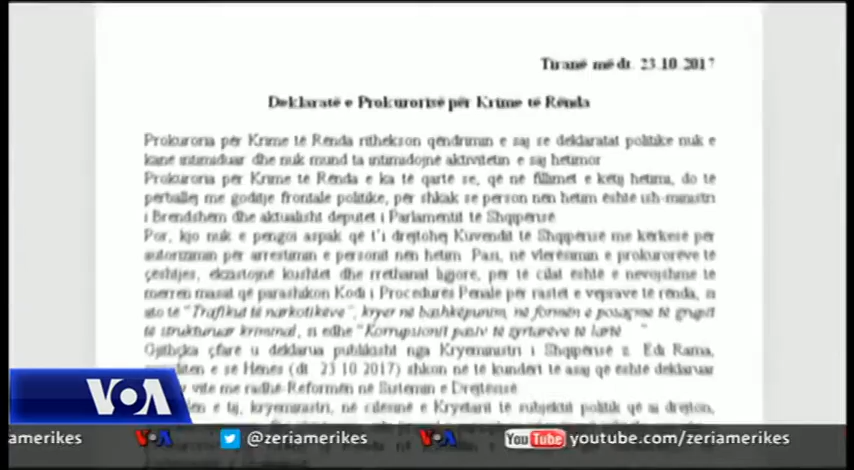 Tiranë më dt. 23.10.2017
Deklaratë e Prokurorisë për Krime të Rënda
Prokuroria për Krime të Rënda rithekson qëndrimin e saj se deklaratat politike nuk e
kanë intimiduar dhe nuk mund ta intimidojnë aktivitetin e saj hetimor
Prokuroria për Krime të Rënda e ka të qartë se, që në fillimet e këtij hetimi, do të
përballej me goditje frontale politike, për shkak se person nën hetim është ish-ministri
i Brendshëm dhe aktualisht deputet i Parlamentit të Shqipërisë
Por, kjo nuk e pengoi aspak që t'i drejtohej Kuvendit të Shqipërisë me kërkesë për
autorizimin për arrestimin e personit nën hetim. Pasi, në vlerësimin e prokurorëve të
çështjes, ekzistojnë kushtet dhe rrethanat ligjore, për të cilat është e nevojshme të
merren masat që parashikon Kodi i Procedurës Penale për rastet e veprave të rënda, si
ato të "Trafikut të narkotikëve", kryer në bashkëpunim, në formën e posaçme të grupit
të strukturuar kriminal, si edhe "Korrupsionit pasiv të zyrtarëve të lartë "
Gjithçka çfarë u deklarua publikisht nga Kryeministri i Shqipërisë z. Edi Rama,
e së Hënës (dt. 23.10.2017) shkon në të kundërt të asaj që është deklaruar
vite me radhë Reformën në Sistemin e Drejtësisë
e tij, kryeministri, në cilësinë e Kryetarit të subjektit politik që ai drejton,
VOA
amerikes VOA @zeriamerikes VOA YouTube youtube.com/zeriamerikes